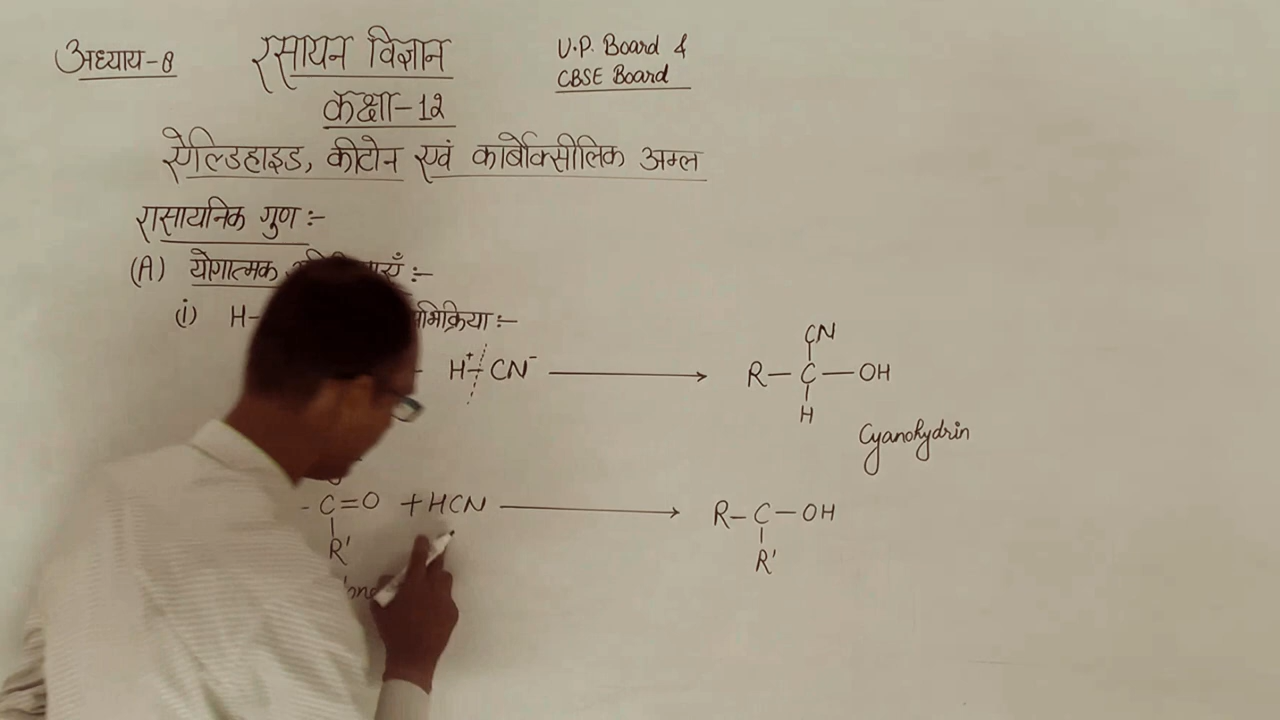 अध्याय-8
रसायन विज्ञान
U.P. Board &
CBSE Board
कक्षा-12
ऐल्डिहाइड, कीटोन एवं कार्बोक्सीलिक अम्ल
रासायनिक गुण :-
(A) योगात्मक :-
(i) H-
CN
H⁺ CN⁻ ⟶ R—C—OH
H
Cyanohydrin
-C=O +HCN ⟶ R—C—OH
R' R'